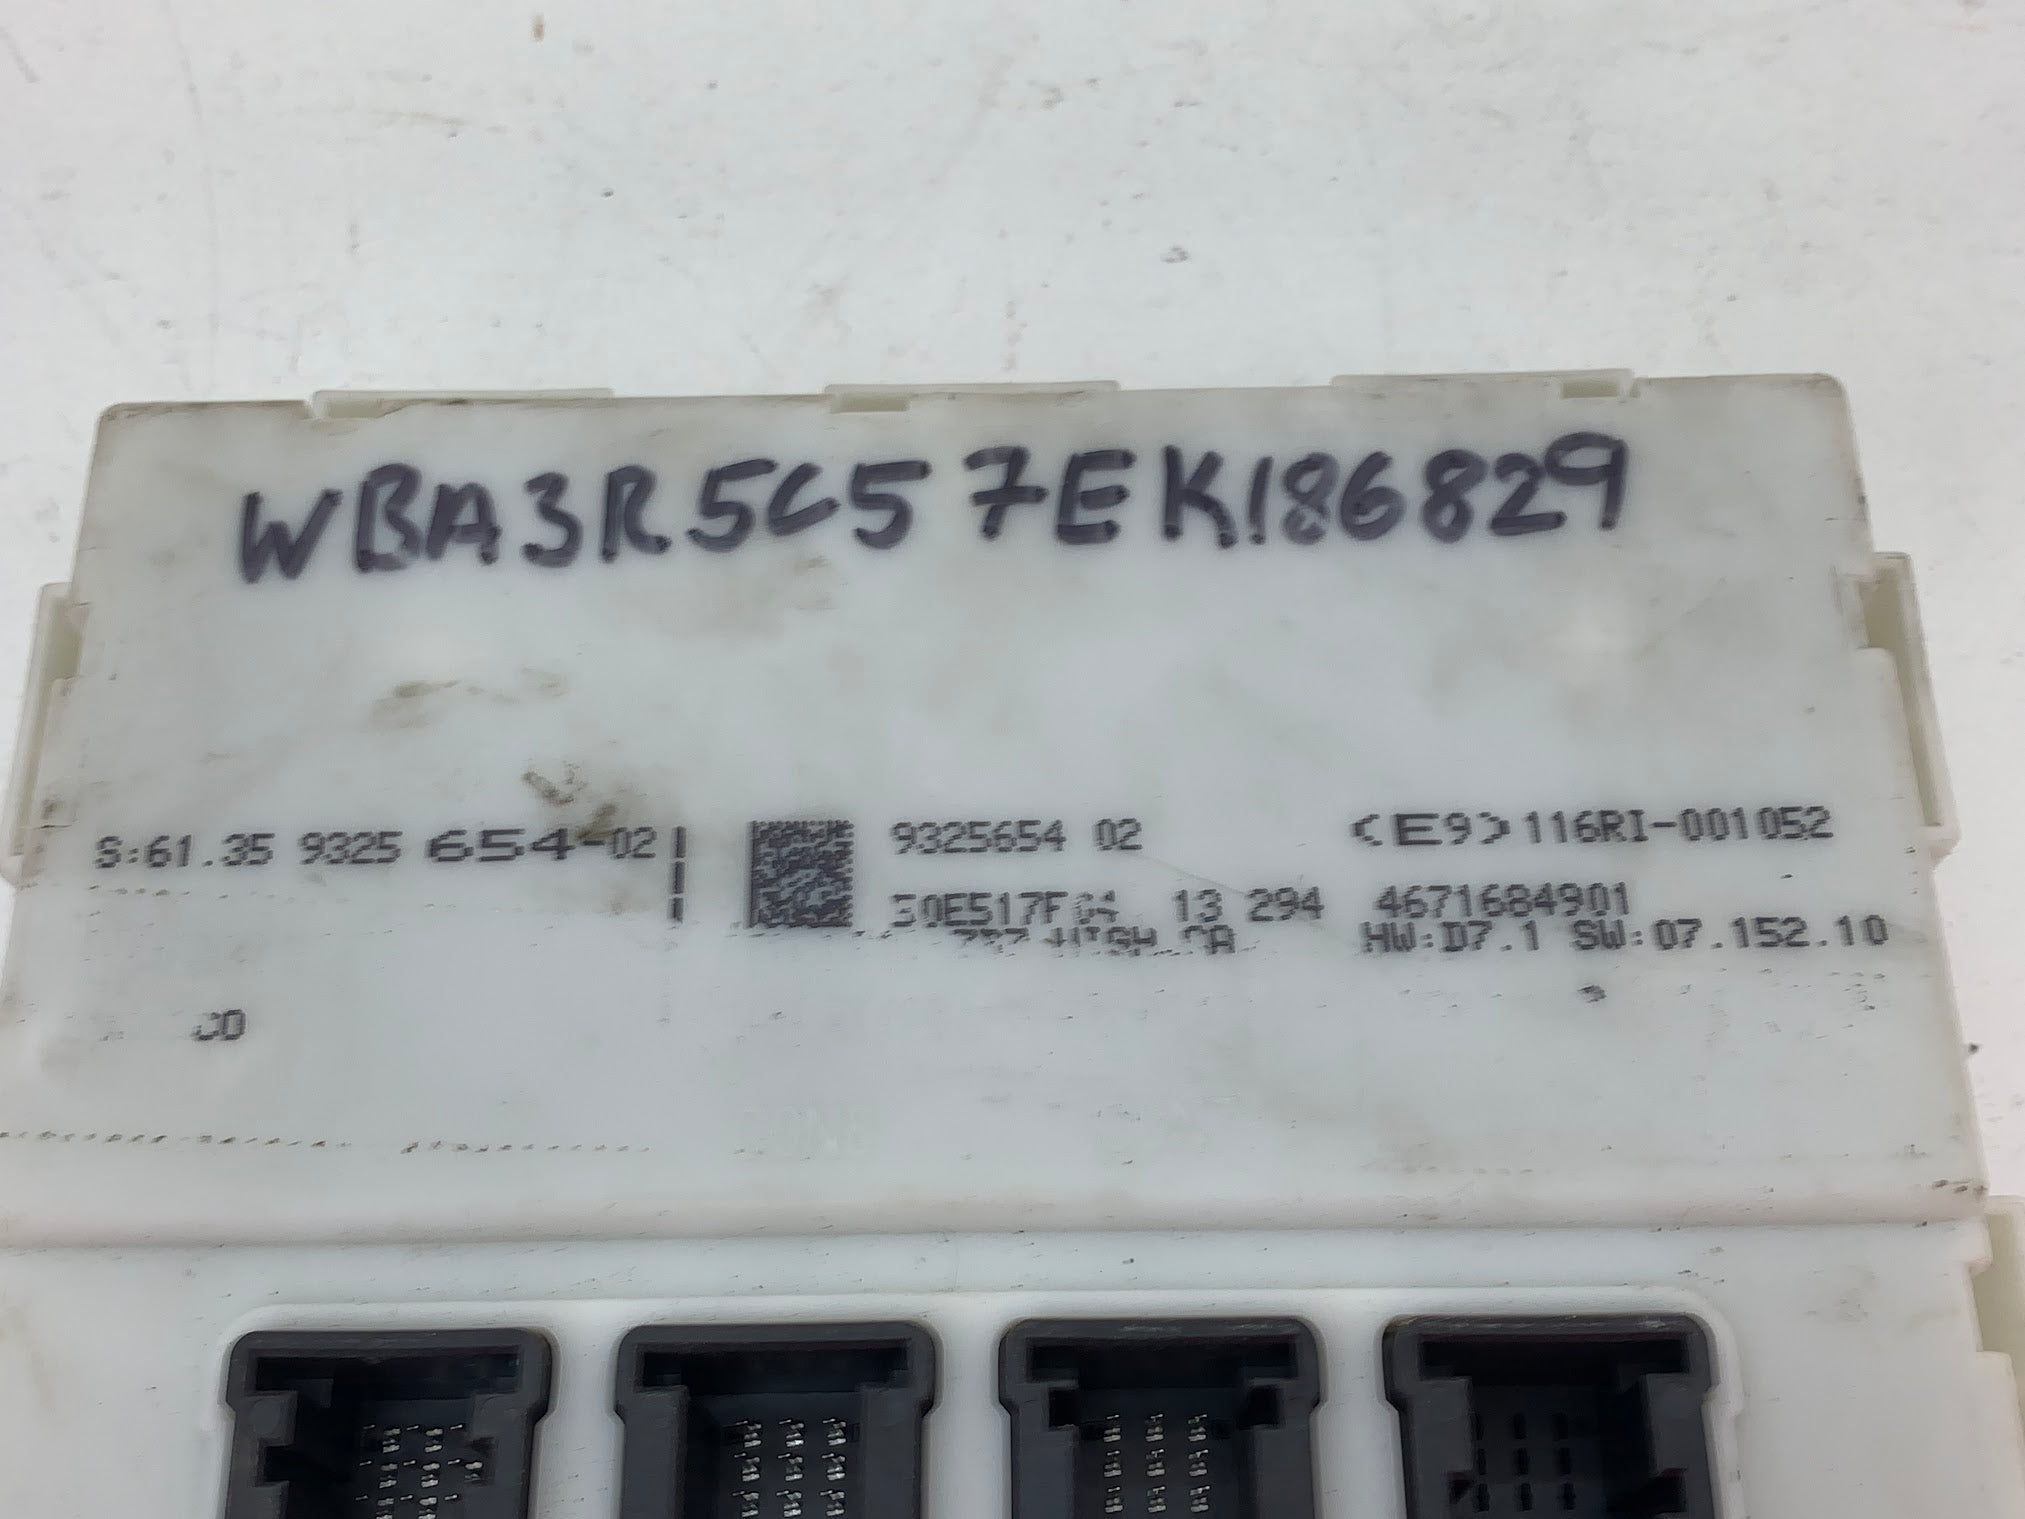 WBA3R5C57EK186829
S:61.35 9325 654-02
9325654 02
<E9>116RI-001052
13 294 4671684901
HW:D7.1 SW:07.152.10